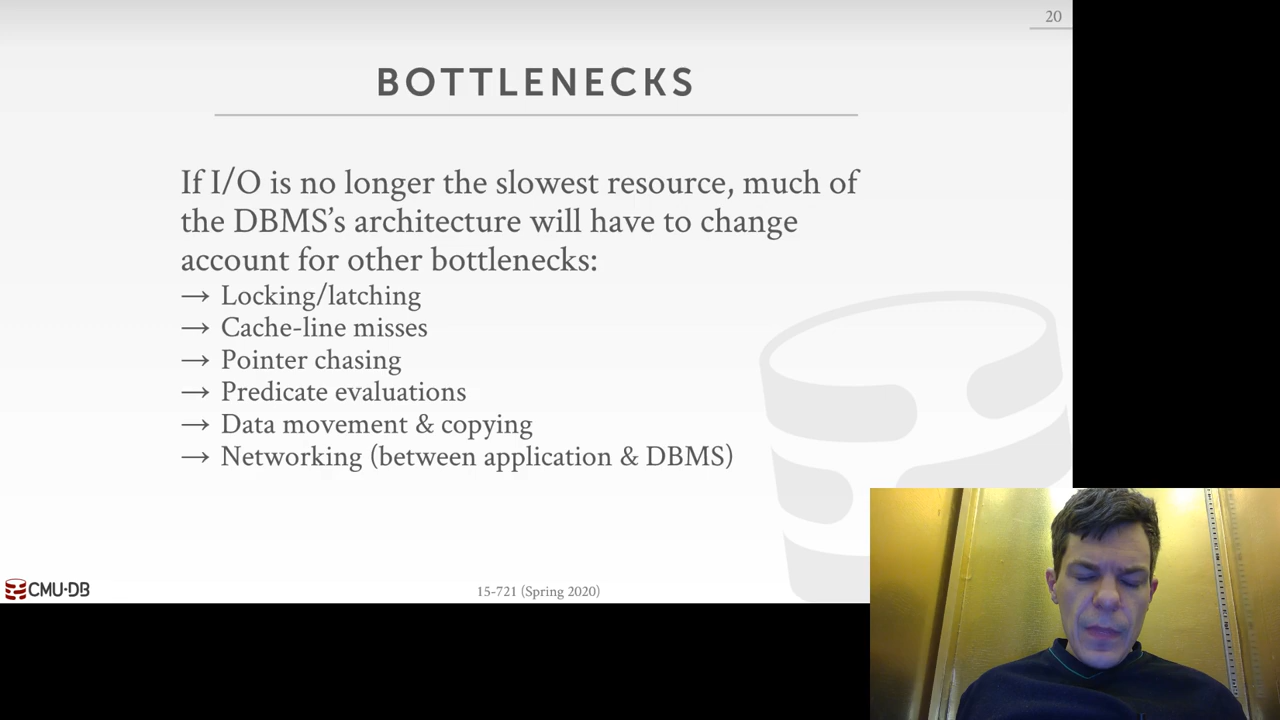 20
BOTTLENECKS
If I/O is no longer the slowest resource, much of
the DBMS’s architecture will have to change
account for other bottlenecks:
→ Locking/latching
→ Cache-line misses
→ Pointer chasing
→ Predicate evaluations
→ Data movement & copying
→ Networking (between application & DBMS)
CMU·DB
15-721 (Spring 2020)